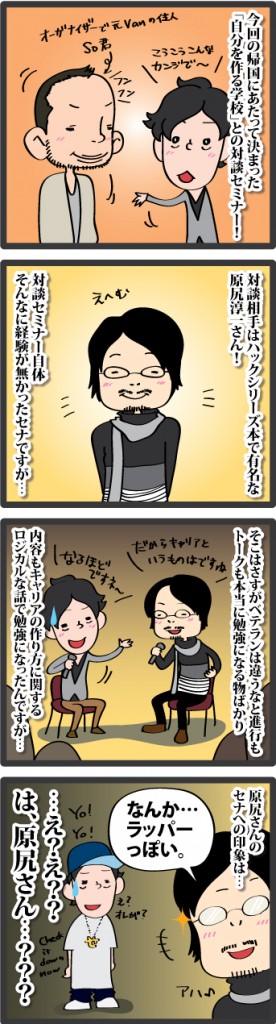 今回の帰国にあたって決まった
「自分を作る学校」との対談セミナー!
オーガナイザーで元Vanの住人
So君
フンフン
こうこうこんな
カンジで〜
対談相手はハックシリーズ本で有名な
原尻淳一さん!
えへむ
対談セミナー自体
そんなに経験が無かったセナですが…
そこはさすがベテランは違うなと進行も
トークも本当に勉強になる物ばかり
だからキャリアと
いうものはですね
なるほど
ですネ〜
内容もキャリアの作り方に関する
ロジカルな話で勉強になったんですが…
原尻さんの
セナへの印象は…
なんか…
ラッパー
っぽい。
アハ♪
Yo!
Yo!
え?
オレが?
Check
it
down
now
…え?え?
は、原尻さん…???